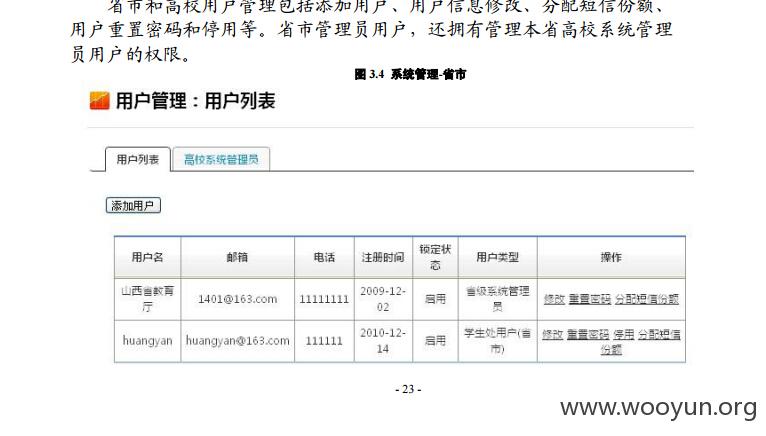 省市和高校用户管理包括添加用户、用户信息修改、分配短信份额、
用户重置密码和停用等。省市管理员用户，还拥有管理本省高校系统管理
员用户的权限。
图 3.4 系统管理-省市
用户管理：用户列表
用户列表 高校系统管理员
添加用户
用户名 邮箱 电话 注册时间 锁定状态 用户类型 操作
山西省教育厅 1401@163.com 11111111 2009-12-02 启用 省级系统管理员 修改 重置密码 分配短信份额
huangyan huangyan@163.com 111111 2010-12-14 启用 学生处用户(省市) 修改 重置密码 停用 分配短信份额
- 23 -
www.wooyun.org